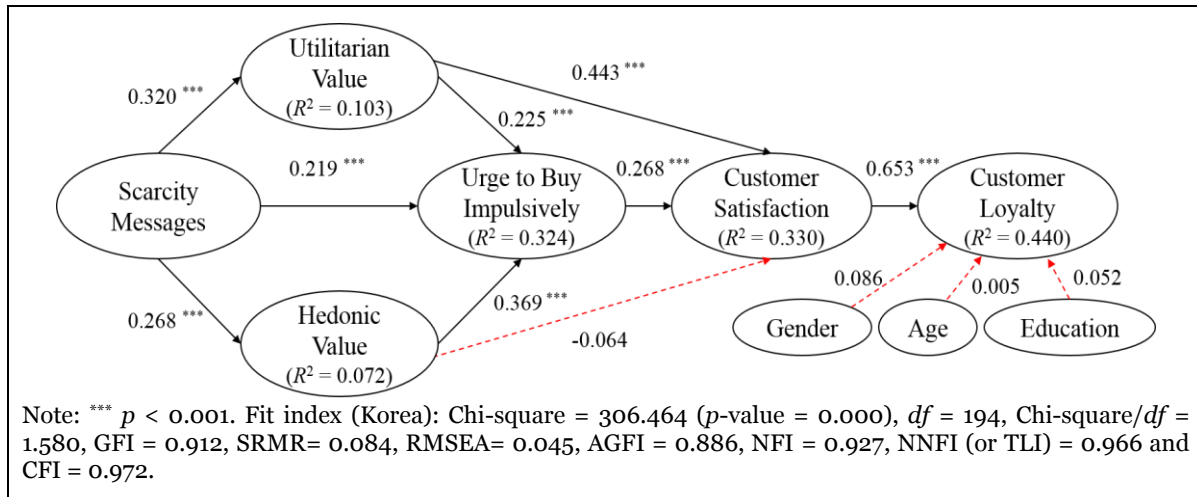 Utilitarian
Value
(R² = 0.103)
0.443 ***
0.320 ***
0.225 ***
Scarcity
Messages
0.219 ***
Urge to Buy
Impulsively
(R² = 0.324)
0.268 ***
Customer
Satisfaction
(R² = 0.330)
0.653 ***
Customer
Loyalty
(R² = 0.440)
0.268 ***
Hedonic
Value
(R² = 0.072)
0.369 ***
-0.064
0.086
0.005
0.052
Gender
Age
Education
Note: *** p < 0.001. Fit index (Korea): Chi-square = 306.464 (p-value = 0.000), df = 194, Chi-square/df =
1.580, GFI = 0.912, SRMR= 0.084, RMSEA= 0.045, AGFI = 0.886, NFI = 0.927, NNFI (or TLI) = 0.966 and
CFI = 0.972.